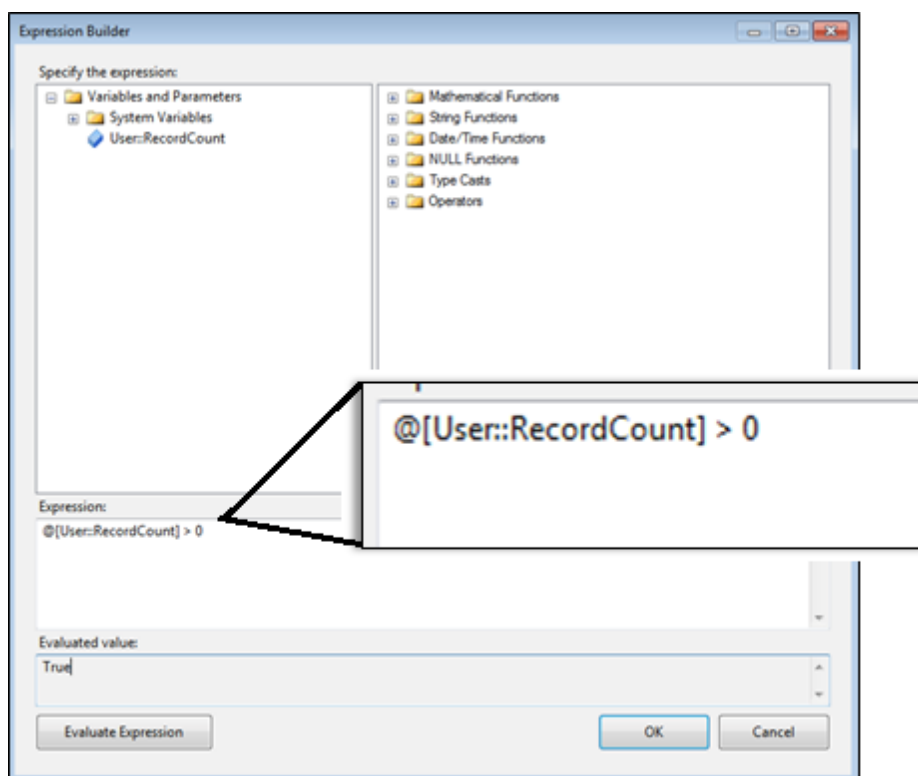 Expression Builder
Specify the expression:
Variables and Parameters
System Variables
User::RecordCount
Mathematical Functions
String Functions
Date/Time Functions
NULL Functions
Type Casts
Operators
@[User::RecordCount] > 0
Expression:
@[User::RecordCount] > 0
Evaluated value:
True
Evaluate Expression
OK
Cancel